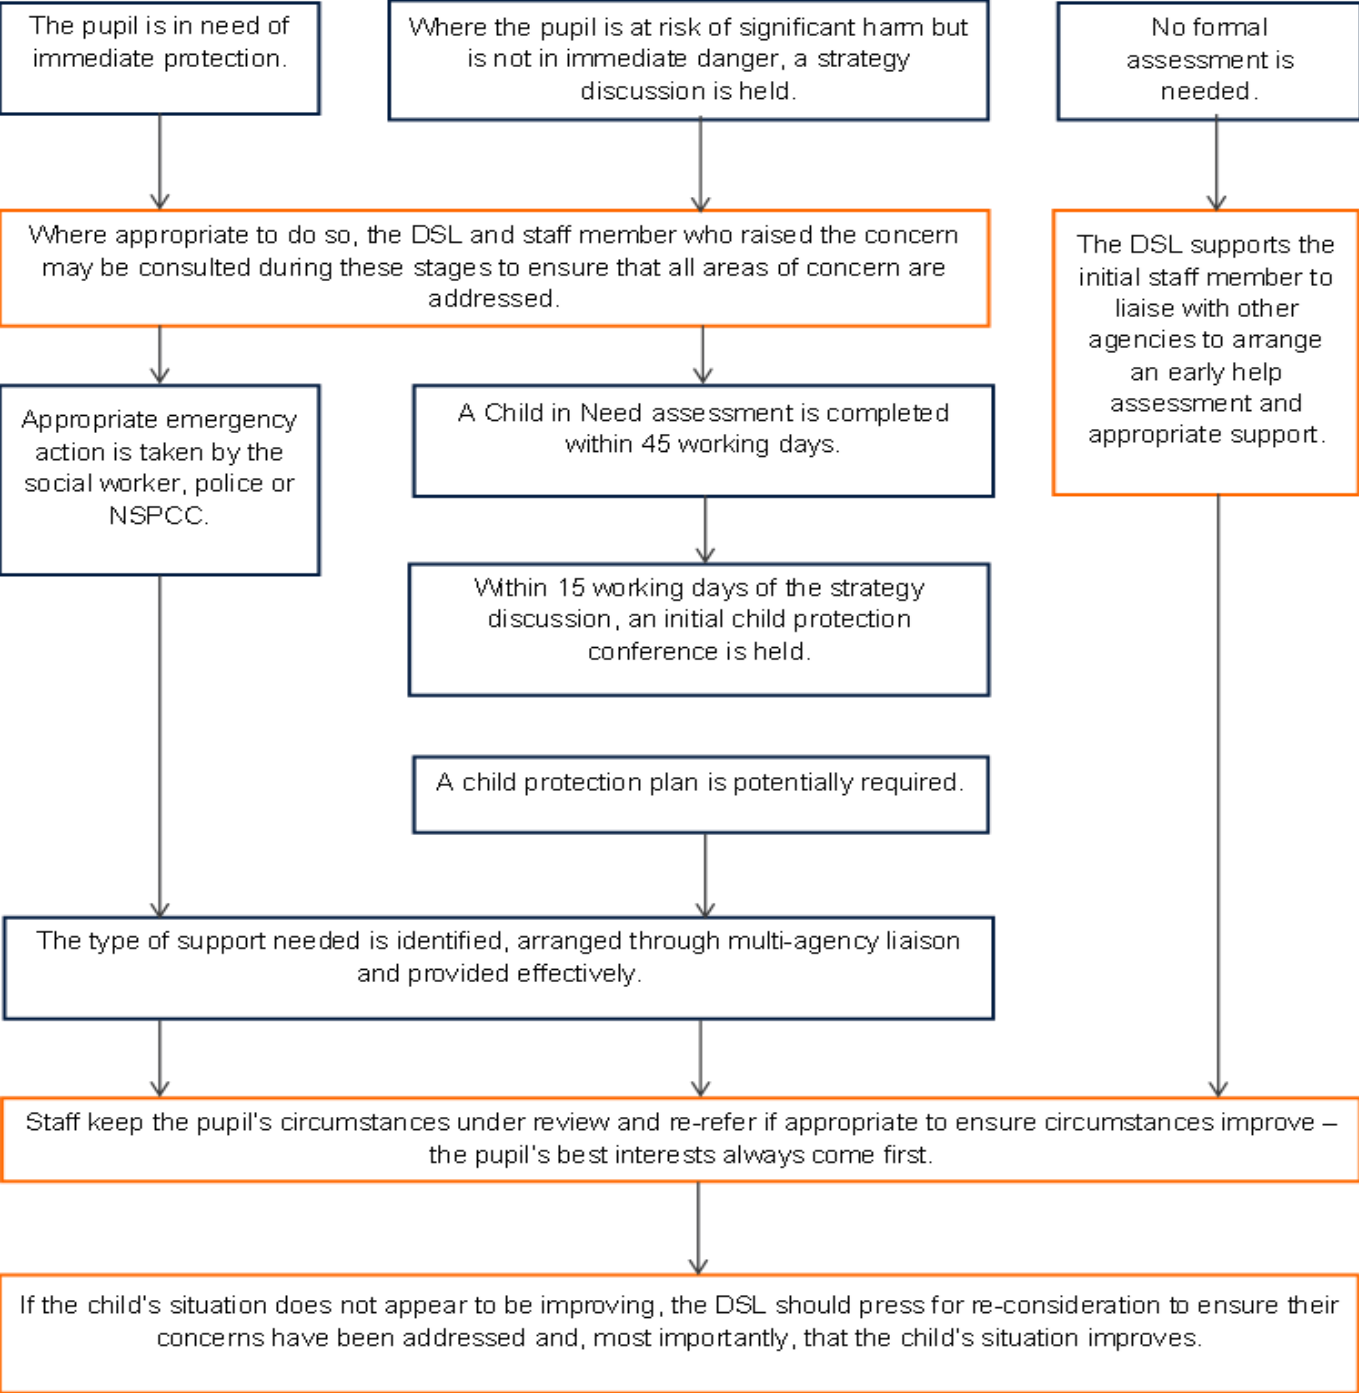 The pupil is in need of
immediate protection.
Where the pupil is at risk of significant harm but
is not in immediate danger, a strategy
discussion is held.
No formal
assessment is
needed.
Where appropriate to do so, the DSL and staff member who raised the concern
may be consulted during these stages to ensure that all areas of concern are
addressed.
The DSL supports the
initial staff member to
liaise with other
agencies to arrange
an early help
assessment and
appropriate support.
Appropriate emergency
action is taken by the
social worker, police or
NSPCC.
A Child in Need assessment is completed
within 45 working days.
Within 15 working days of the strategy
discussion, an initial child protection
conference is held.
A child protection plan is potentially required.
The type of support needed is identified, arranged through multi-agency liaison
and provided effectively.
Staff keep the pupil's circumstances under review and re-refer if appropriate to ensure circumstances improve –
the pupil's best interests always come first.
If the child's situation does not appear to be improving, the DSL should press for re-consideration to ensure their
concerns have been addressed and, most importantly, that the child's situation improves.